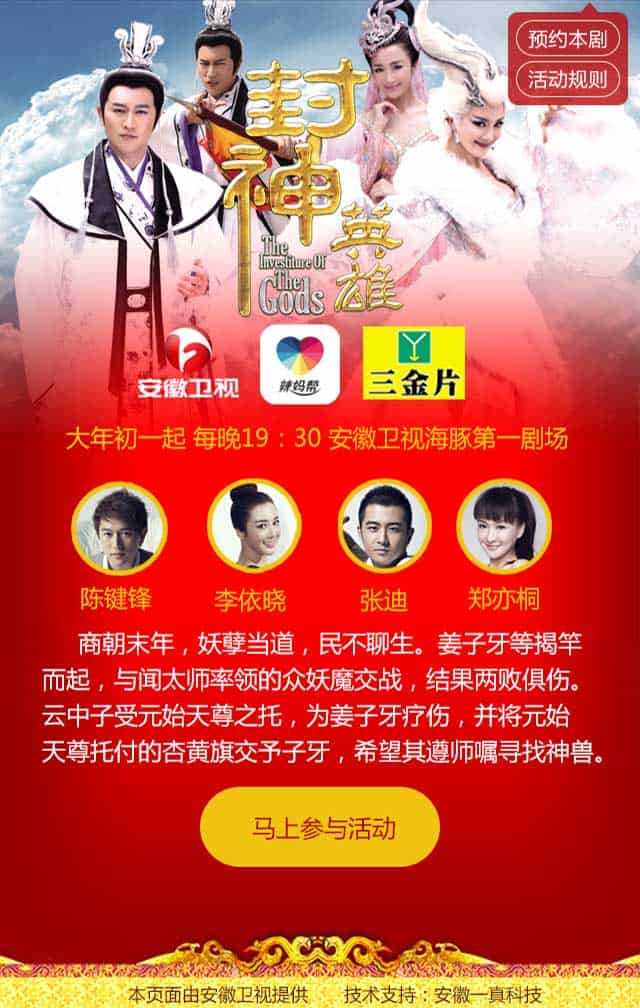 预约本剧
活动规则
封神
英雄
The
Investiture Of
The
Gods
安徽卫视
辣妈帮
三金片
大年初一起 每晚19：30 安徽卫视海豚第一剧场
陈键锋
李依晓
张迪
郑亦桐
商朝末年，妖孽当道，民不聊生。姜子牙等揭竿
而起，与闻太师率领的众妖魔交战，结果两败俱伤。
云中子受元始天尊之托，为姜子牙疗伤，并将元始
天尊托付的杏黄旗交予子牙，希望其遵师嘱寻找神兽。
马上参与活动
本页面由安徽卫视提供 技术支持：安徽一真科技